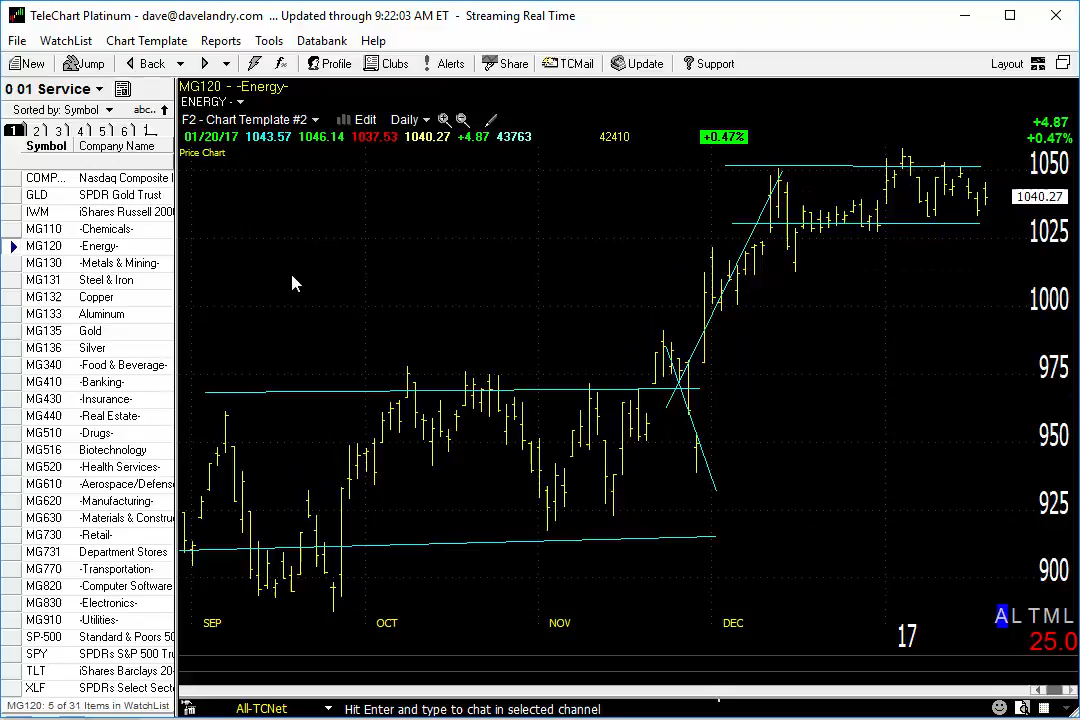 TeleChart Platinum - dave@davelandry.com ... Updated through 9:22:03 AM ET - Streaming Real Time
File WatchList Chart Template Reports Tools Databank Help
New Jump Back Profile Clubs Alerts Share TCMail Update Support Layout
0 01 Service
Sorted by: Symbol abc..
1 2 3 4 5 6
Symbol Company Name
COMP... Nasdaq Composite I
GLD SPDR Gold Trust
IWM iShares Russell 2000
MG110 -Chemicals-
MG120 -Energy-
MG130 -Metals & Mining-
MG131 Steel & Iron
MG132 Copper
MG133 Aluminum
MG135 Gold
MG136 Silver
MG340 -Food & Beverage-
MG410 -Banking-
MG430 -Insurance-
MG440 -Real Estate-
MG510 -Drugs-
MG516 Biotechnology
MG520 -Health Services-
MG610 -Aerospace/Defens
MG620 -Manufacturing-
MG630 -Materials & Constru
MG730 -Retail-
MG731 Department Stores
MG770 -Transportation-
MG820 -Computer Software
MG830 -Electronics-
MG910 -Utilities-
SP-500 Standard & Poors 50
SPY SPDRs S&P 500 Tru
TLT iShares Barclays 20-
XLF SPDRs Select Secto
MG120: 5 of 31 Items in WatchList
MG120 - -Energy-
ENERGY -
F2 - Chart Template #2 Edit Daily
01/20/17 1043.57 1046.14 1037.53 1040.27 +4.87 43763 42410 +0.47%
Price Chart
+4.87
+0.47%
1050
1040.27
1025
1000
975
950
925
900
A L T M L
25.0
SEP OCT NOV DEC 17
All-TCNet Hit Enter and type to chat in selected channel